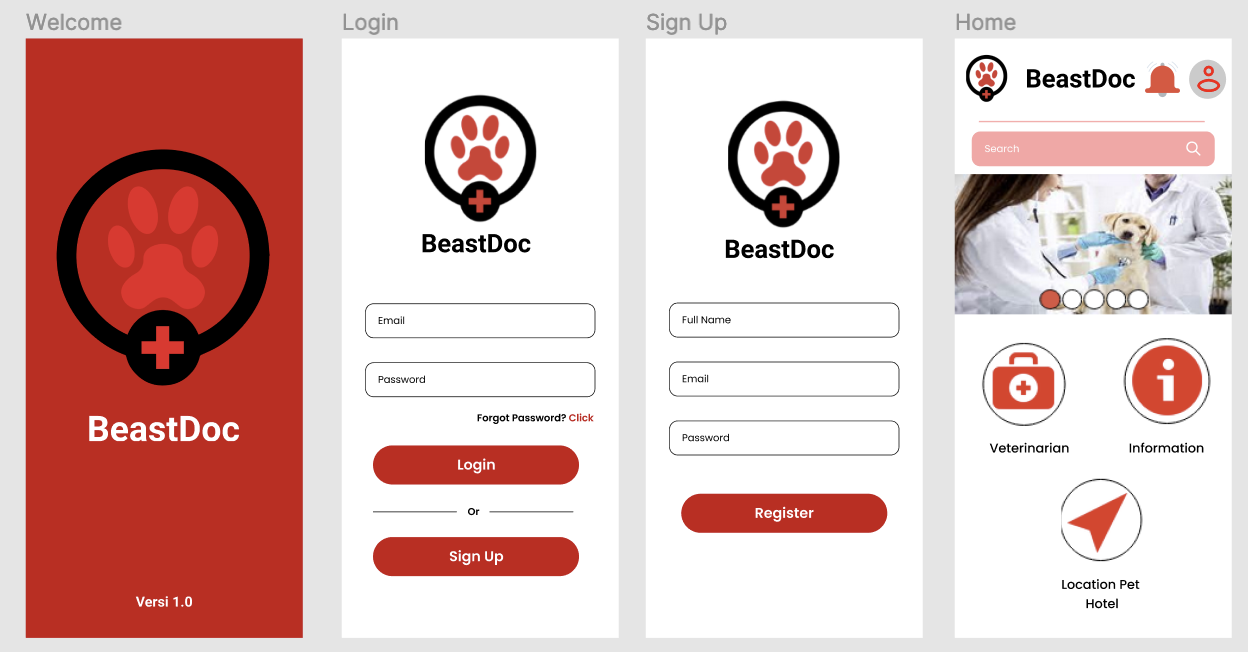 Welcome
BeastDoc
Versi 1.0
Login
BeastDoc
Email
Password
Forgot Password? Click
Login
Or
Sign Up
Sign Up
BeastDoc
Full Name
Email
Password
Register
Home
BeastDoc
Search
Veterinarian
Information
Location Pet
Hotel